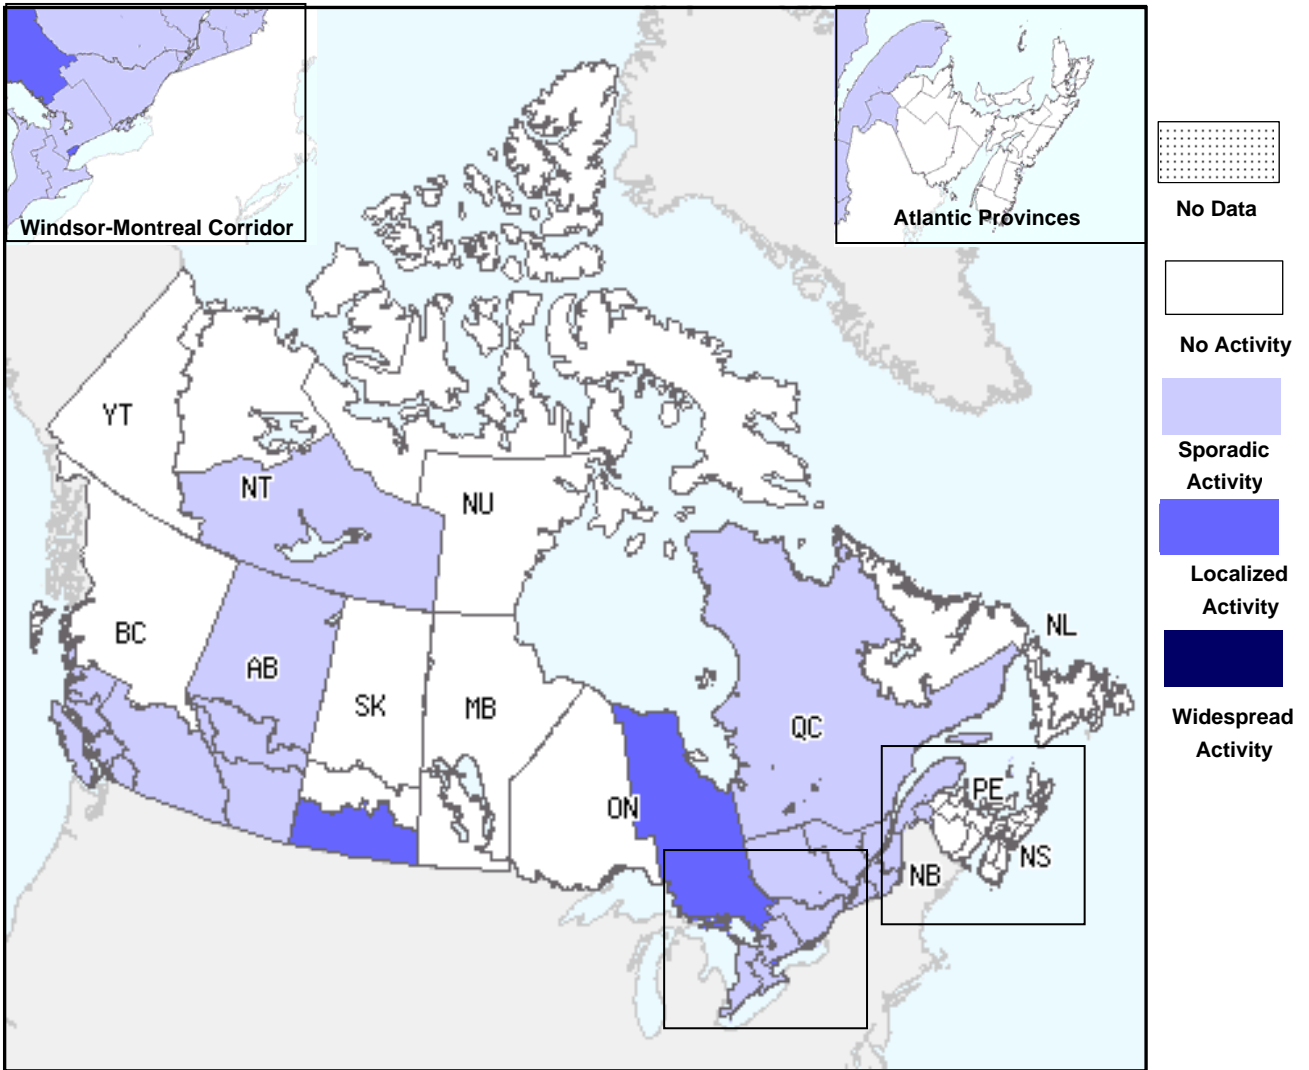 Windsor-Montreal Corridor
Atlantic Provinces
No Data
No Activity
Sporadic
Activity
Localized
Activity
Widespread
Activity
YT
NT
NU
BC
AB
SK
MB
ON
QC
NL
PE
NS
NB